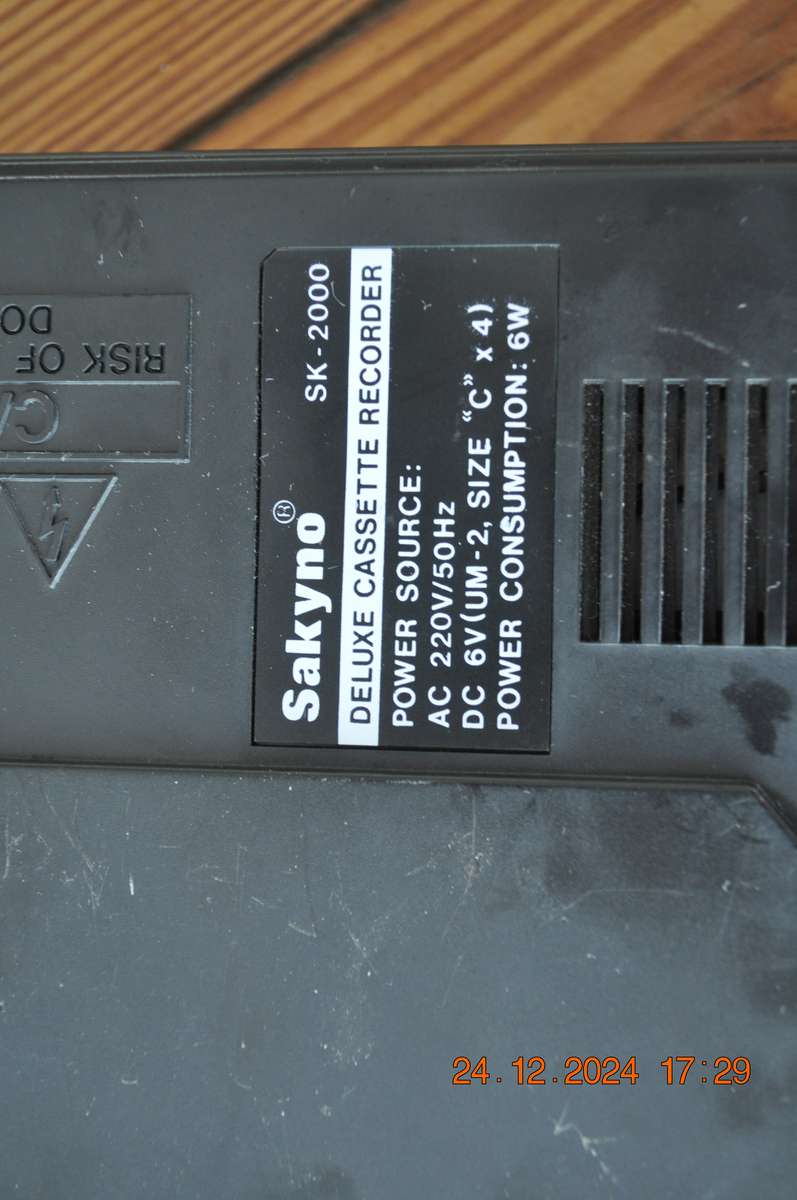 Sakyno® SK-2000
DELUXE CASSETTE RECORDER
POWER SOURCE:
AC 220V/50Hz
DC 6V(UM-2, SIZE “C” x 4)
POWER CONSUMPTION: 6W
RISK OF
DO
24.12.2024 17:29